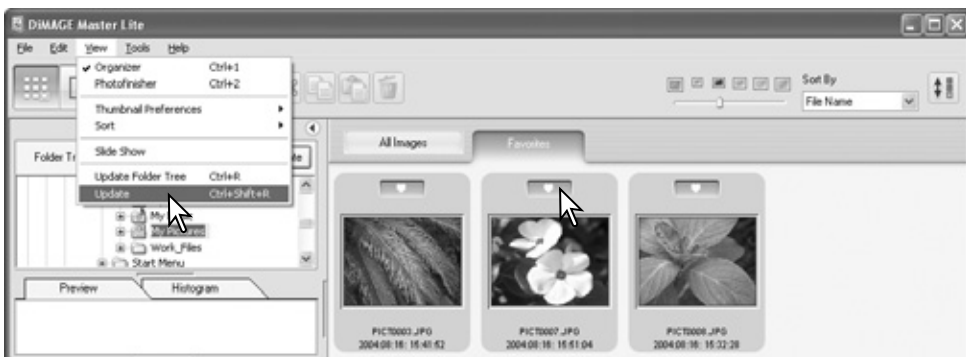 DiMAGE Master Lite
File Edit View Tools Help
Organizer Ctrl+1
Photofinisher Ctrl+2
Thumbnail Preferences
Sort
Slide Show
Update Folder Tree Ctrl+R
Update Ctrl+Shift+R
Sort By
File Name
Folder
All Images
Favorites
My
My Pictures
Work_Files
Start Menu
Preview
Histogram
PICT0003.JPG
2004:08:16: 15:41:52
PICT0007.JPG
2004:08:16: 15:51:04
PICT0008.JPG
2004:08:16: 15:32:28